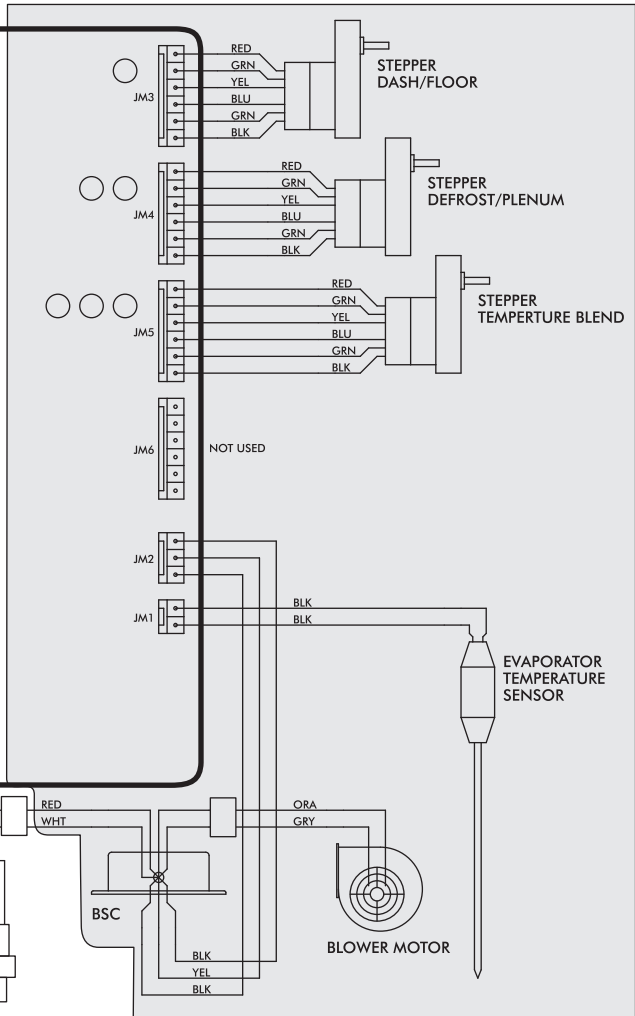 RED
GRN
YEL
BLU
GRN
BLK
JM3
STEPPER
DASH/FLOOR
RED
GRN
YEL
BLU
GRN
BLK
JM4
STEPPER
DEFROST/PLENUM
RED
GRN
YEL
BLU
GRN
BLK
JM5
STEPPER
TEMPERTURE BLEND
JM6
NOT USED
JM2
JM1
BLK
BLK
EVAPORATOR
TEMPERATURE
SENSOR
RED
WHT
ORA
GRY
BSC
BLOWER MOTOR
BLK
YEL
BLK